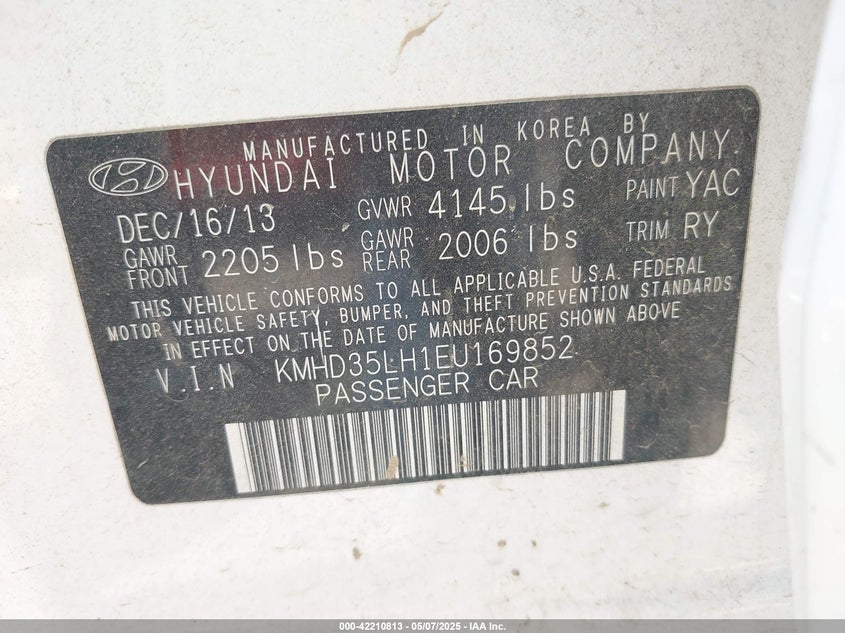 MANUFACTURED IN KOREA BY
HYUNDAI MOTOR COMPANY.
DEC/16/13 GVWR 4145 lbs PAINT YAC
GAWR FRONT 2205 lbs GAWR REAR 2006 lbs TRIM RY
THIS VEHICLE CONFORMS TO ALL APPLICABLE U.S.A. FEDERAL
MOTOR VEHICLE SAFETY, BUMPER, AND THEFT PREVENTION STANDARDS
IN EFFECT ON THE DATE OF MANUFACTURE SHOWN ABOVE
V.I.N KMHD35LH1EU169852
PASSENGER CAR
000-42210813 — 05/07/2025 — IAA Inc.